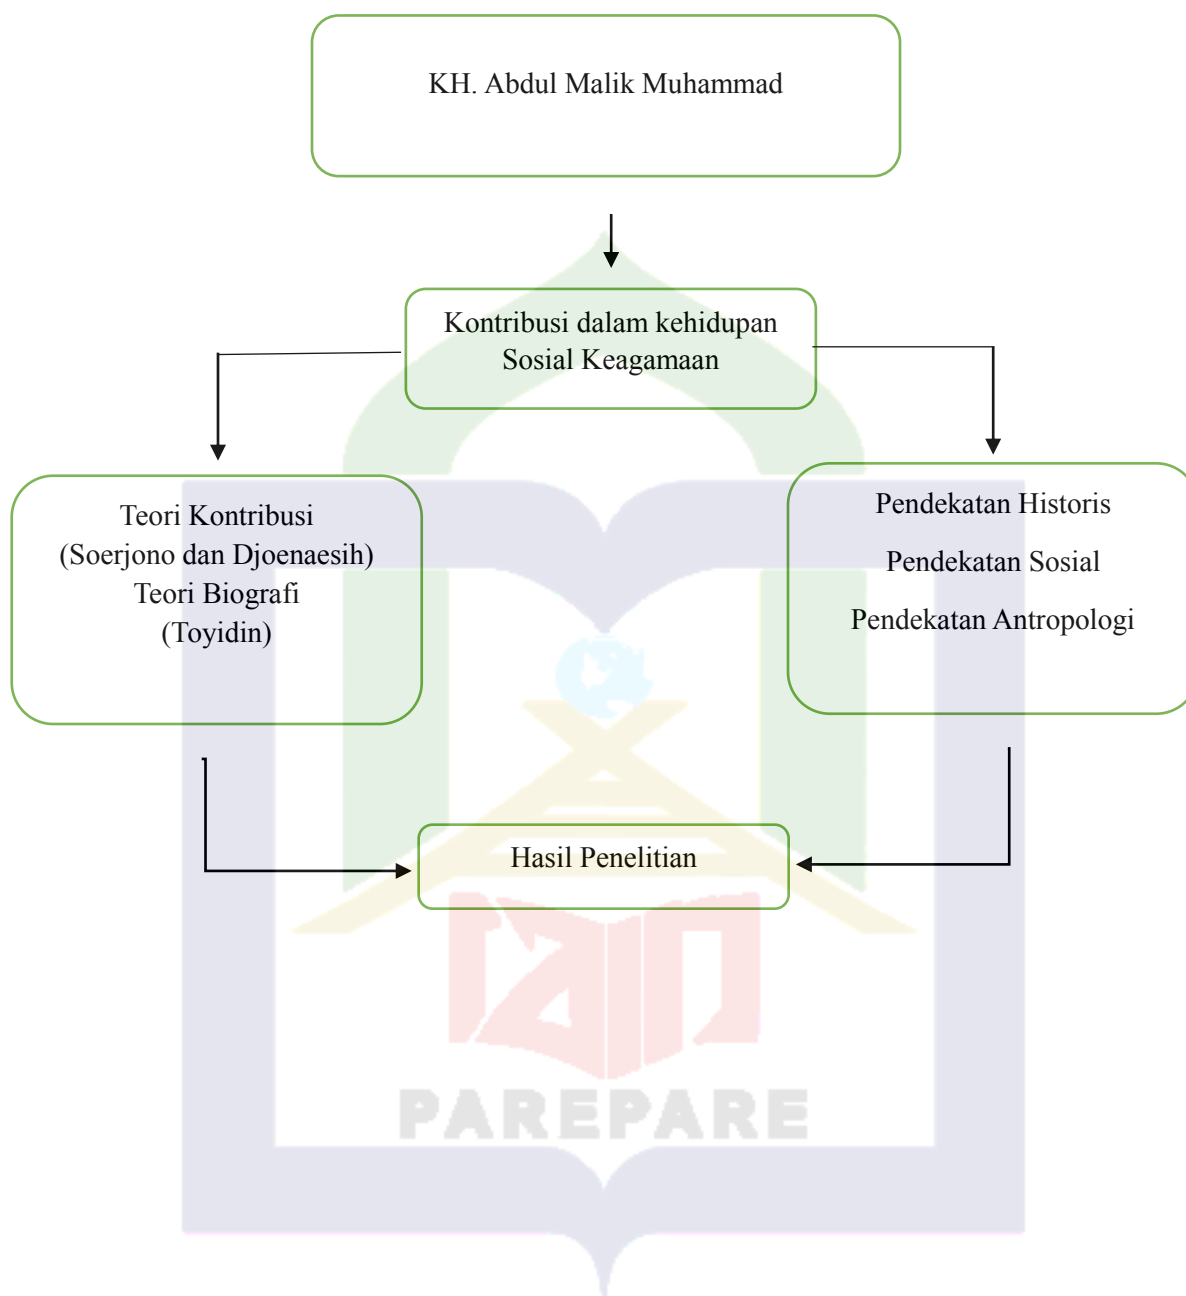 KH. Abdul Malik Muhammad
Kontribusi dalam kehidupan
Sosial Keagamaan
Teori Kontribusi
(Soerjono dan Djoenaesih)
Teori Biografi
(Toyidin)
Pendekatan Historis
Pendekatan Sosial
Pendekatan Antropologi
Hasil Penelitian
iain
PAREPARE